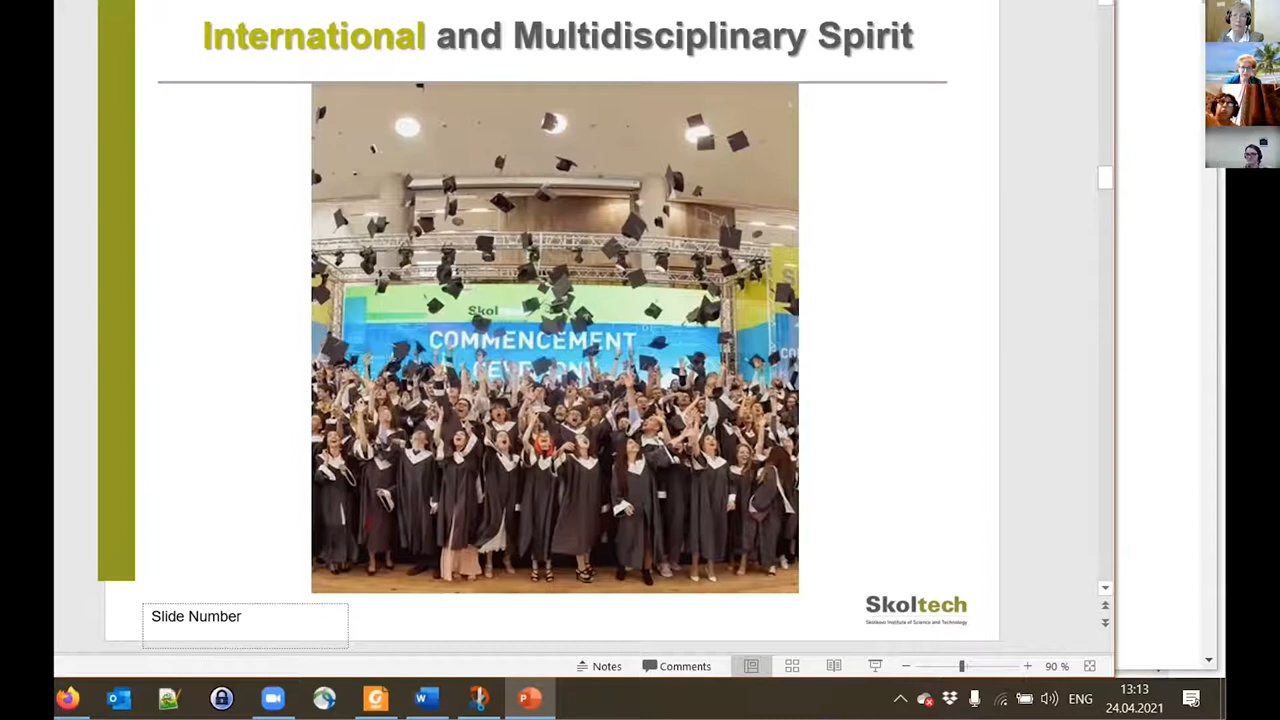 International and Multidisciplinary Spirit
Skol
COMMENCEMENT
Slide Number
Skoltech
Skolkovo Institute of Science and Technology
Notes
Comments
90 %
ENG
13:13
24.04.2021